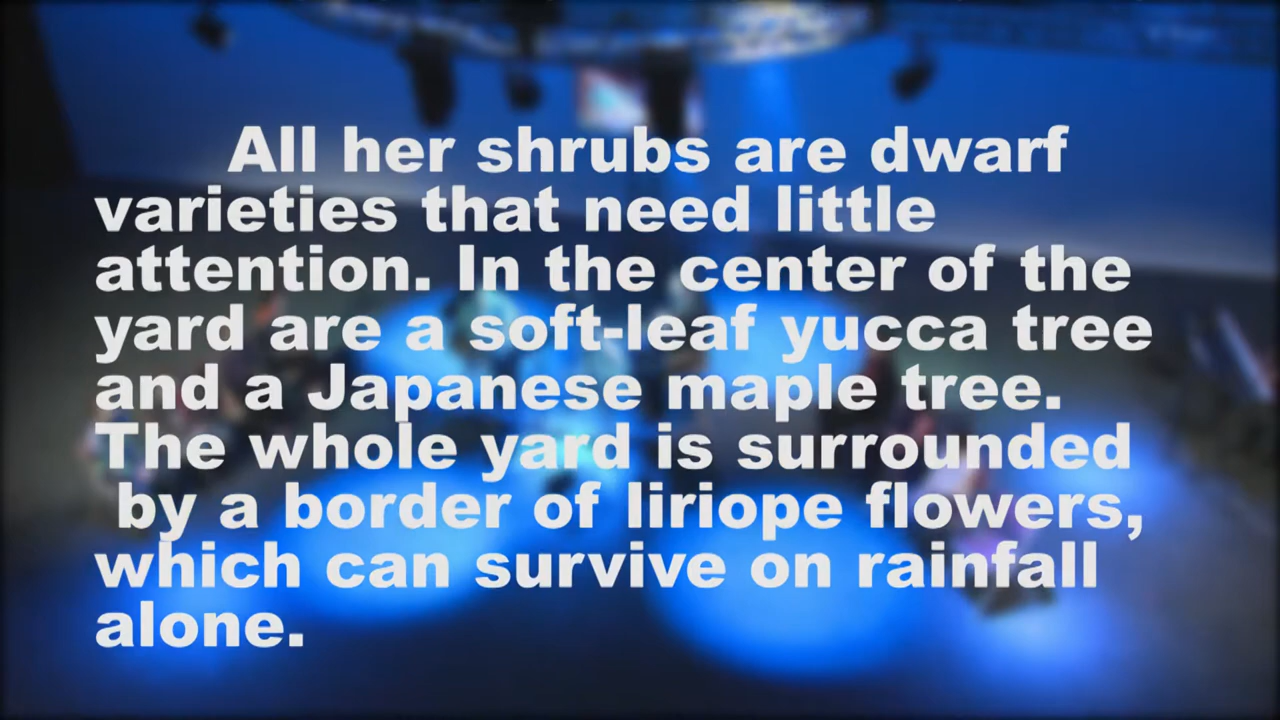 All her shrubs are dwarf
varieties that need little
attention. In the center of the
yard are a soft-leaf yucca tree
and a Japanese maple tree.
The whole yard is surrounded
by a border of liriope flowers,
which can survive on rainfall
alone.